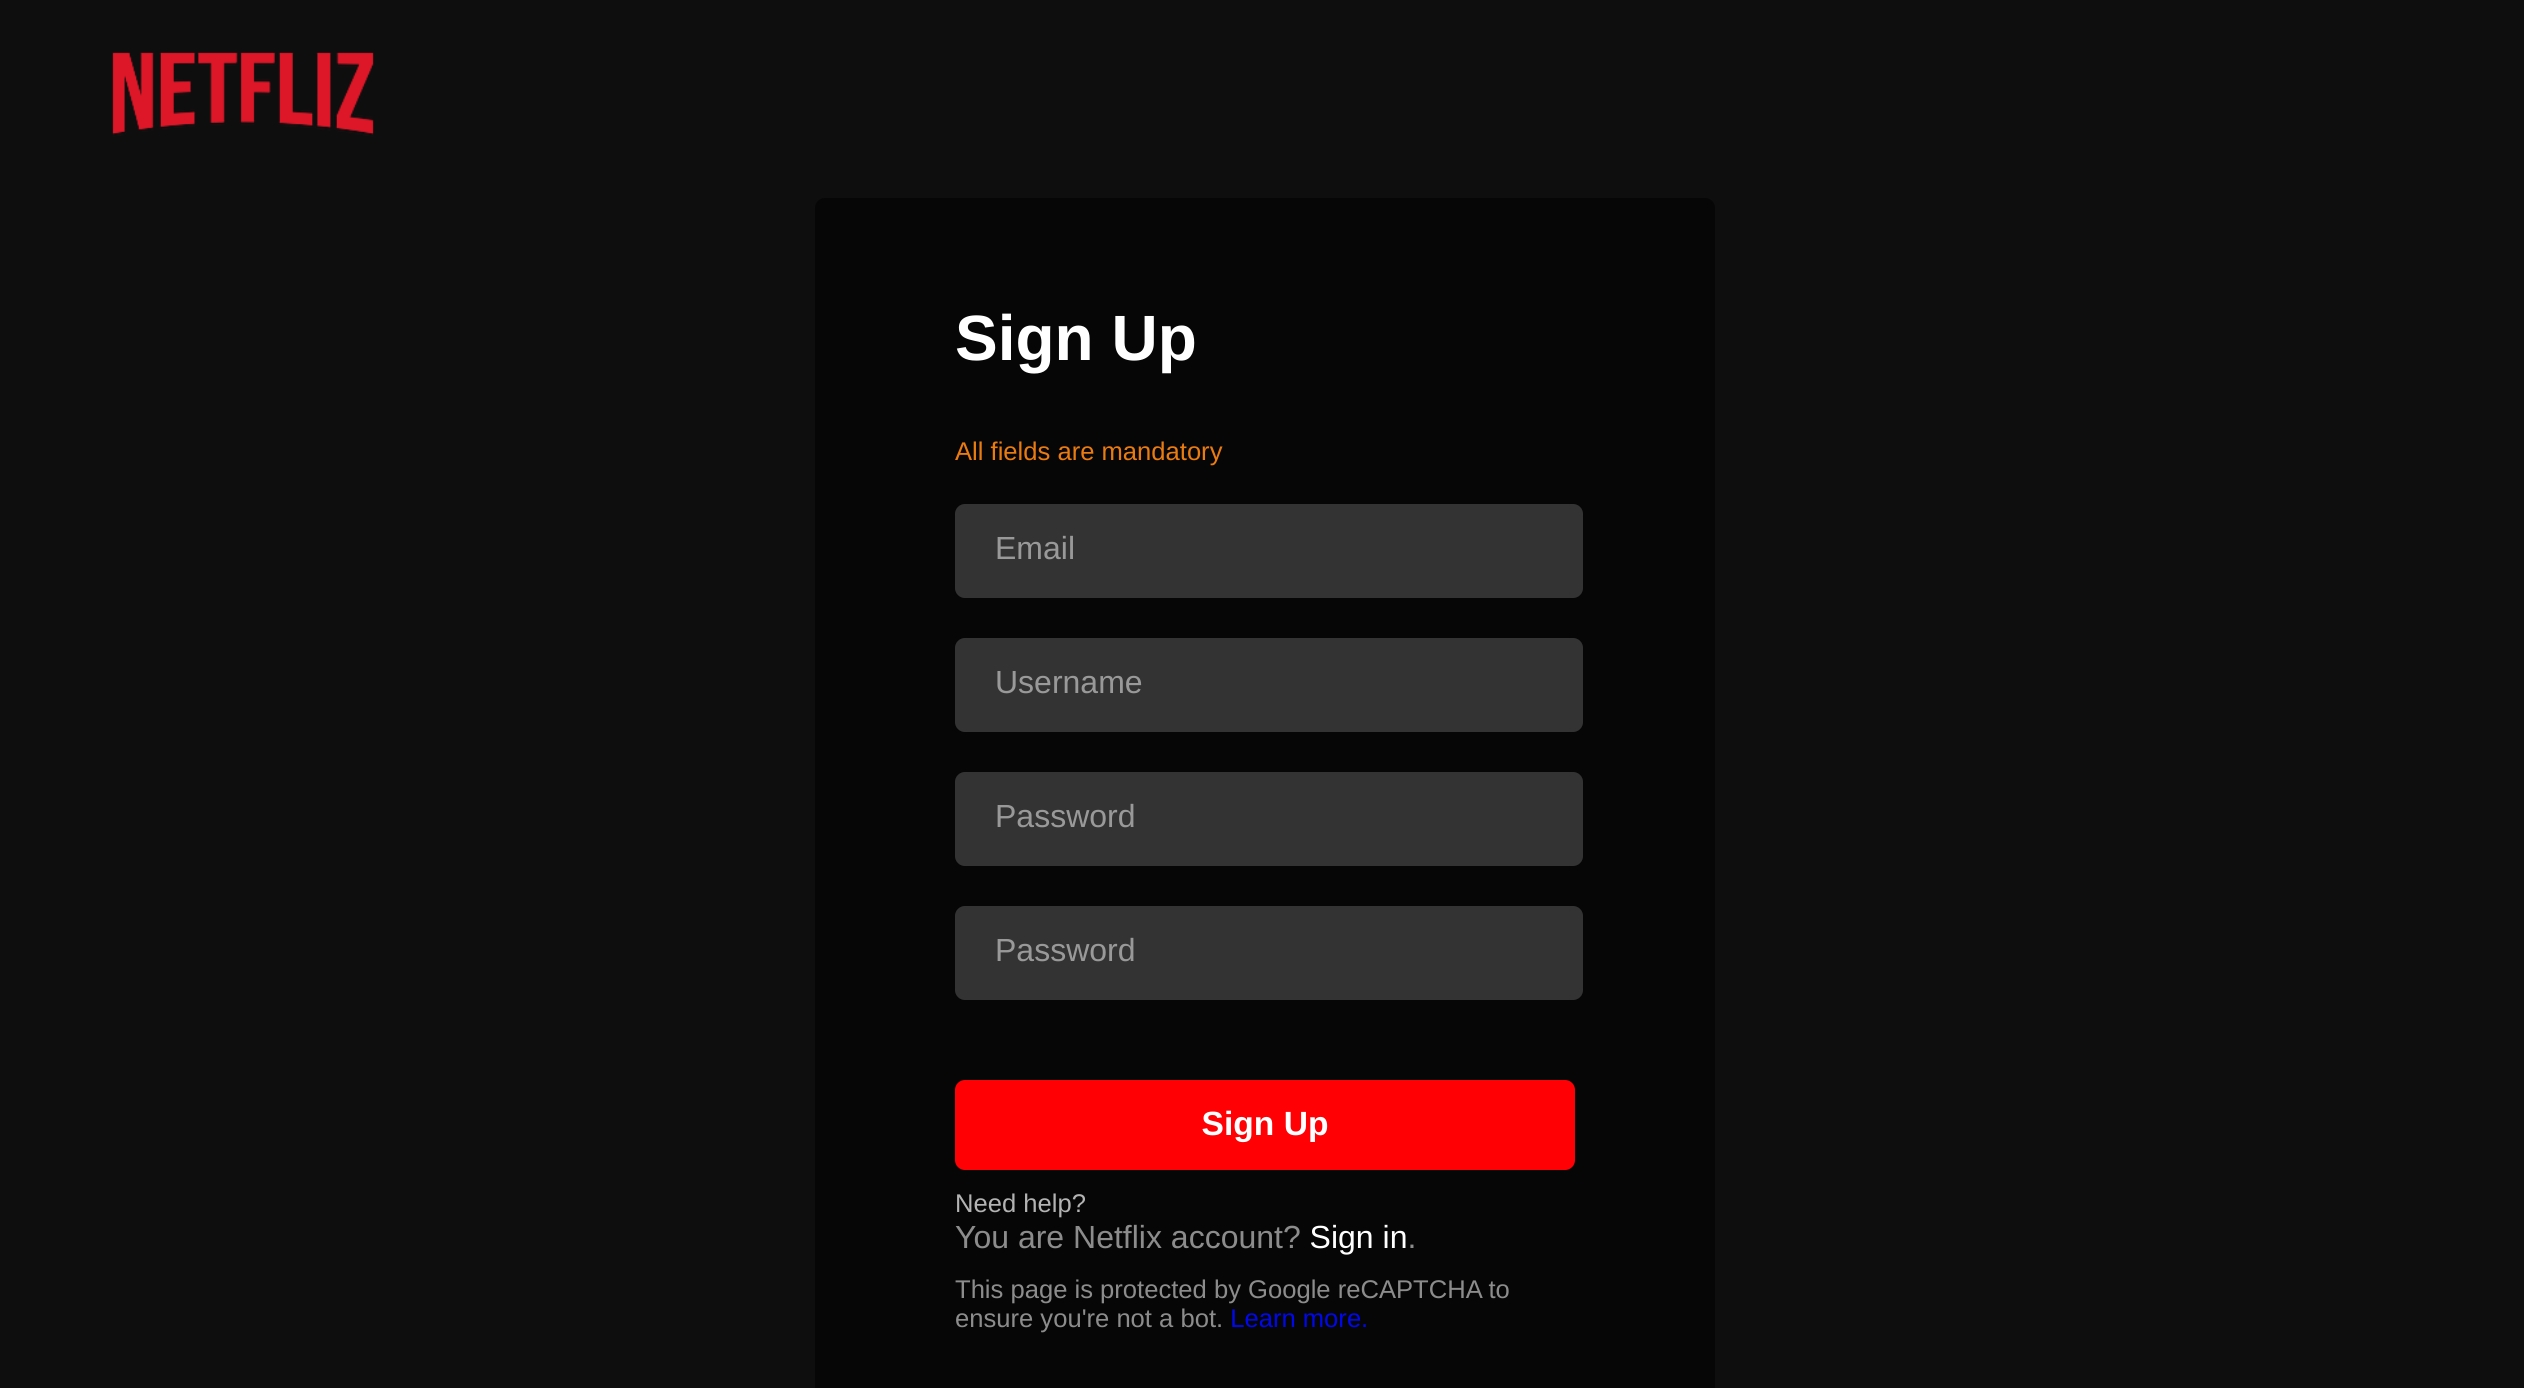 NETFLIZ
Sign Up
All fields are mandatory
Email
Username
Password
Password
Sign Up
Need help?
You are Netflix account? Sign in.
This page is protected by Google reCAPTCHA to
ensure you're not a bot. Learn more.